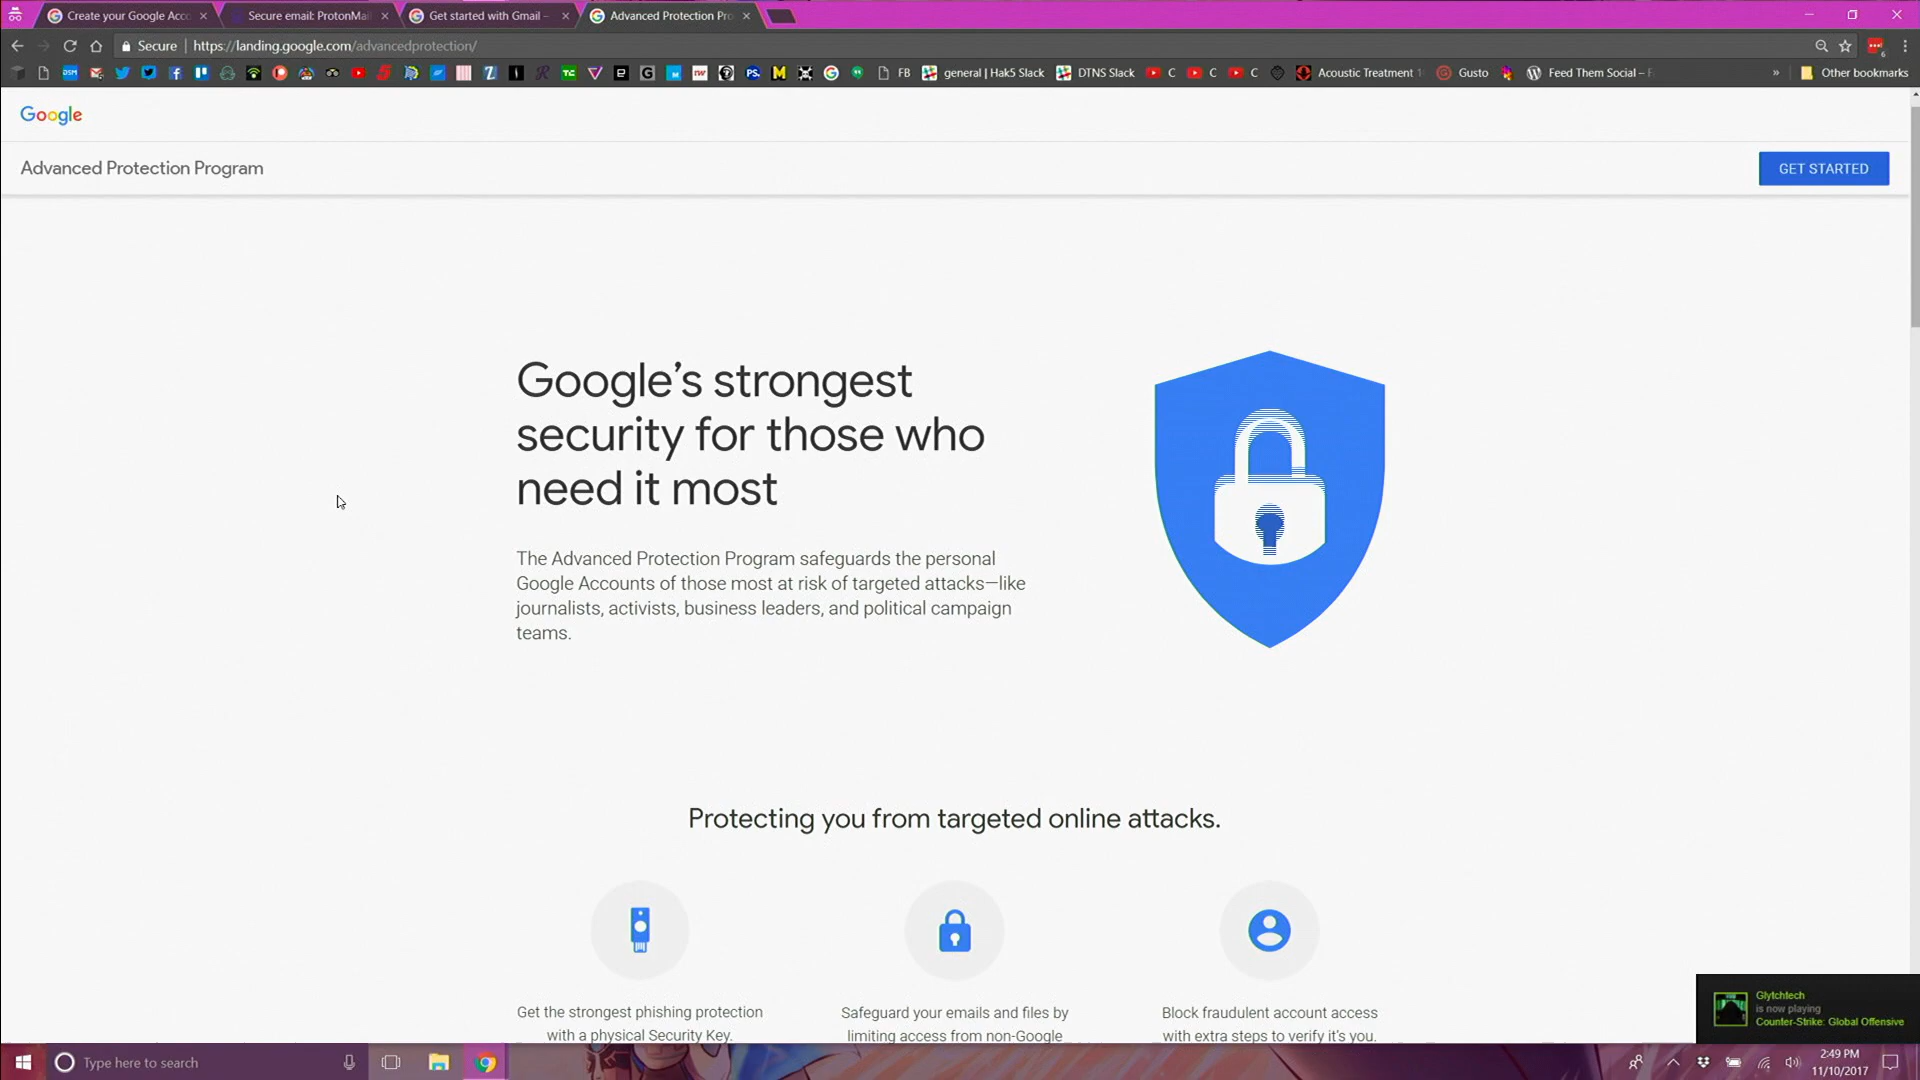 Create your Google Acco
Secure email: ProtonMai
Get started with Gmail –
Advanced Protection Pro
Secure
https://landing.google.com/advancedprotection/
FB
general | Hak5 Slack
DTNS Slack
C
C
C
Acoustic Treatment
Gusto
Feed Them Social –
»
Other bookmarks
Google
Advanced Protection Program
GET STARTED
Google's strongest
security for those who
need it most
The Advanced Protection Program safeguards the personal
Google Accounts of those most at risk of targeted attacks—like
journalists, activists, business leaders, and political campaign
teams.
Protecting you from targeted online attacks.
Get the strongest phishing protection
with a physical Security Key.
Safeguard your emails and files by
limiting access from non-Google
Block fraudulent account access
with extra steps to verify it's you.
Glytchtech
is now playing
Counter-Strike: Global Offensive
Type here to search
2:49 PM
11/10/2017